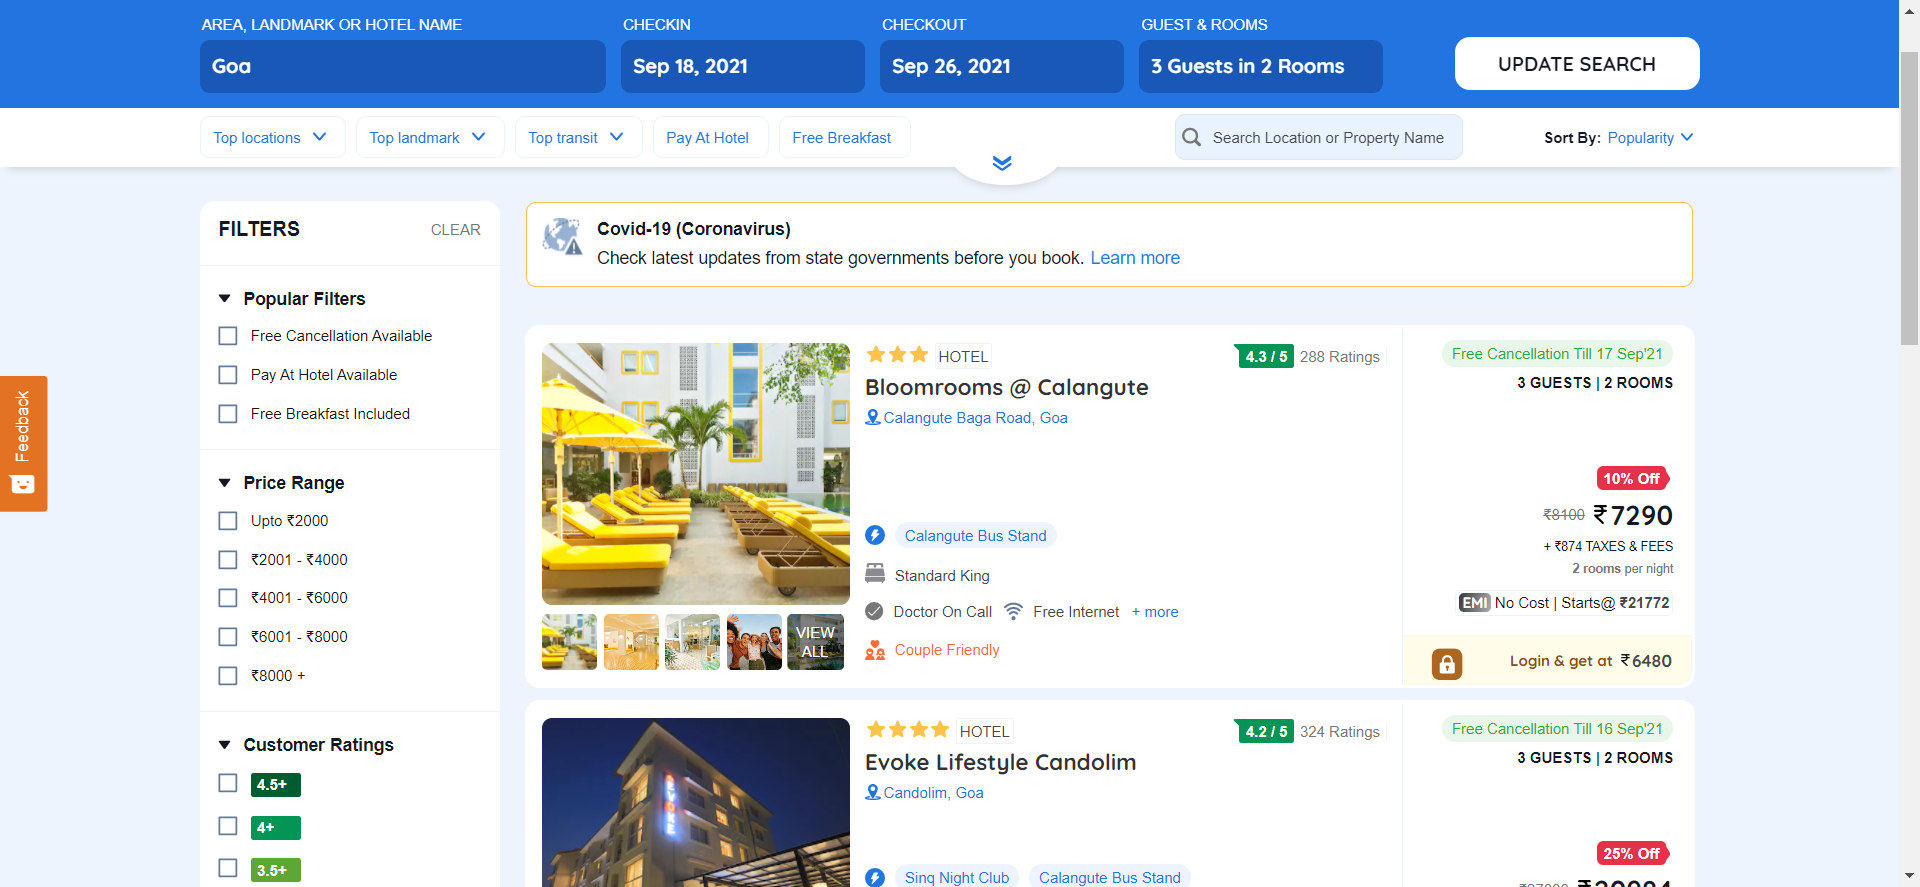 AREA, LANDMARK OR HOTEL NAME
CHECKIN
CHECKOUT
GUEST & ROOMS
Goa
Sep 18, 2021
Sep 26, 2021
3 Guests in 2 Rooms
UPDATE SEARCH
Top locations
Top landmark
Top transit
Pay At Hotel
Free Breakfast
Search Location or Property Name
Sort By: Popularity
FILTERS
CLEAR
Popular Filters
Free Cancellation Available
Pay At Hotel Available
Free Breakfast Included
Price Range
Upto ₹2000
₹2001 - ₹4000
₹4001 - ₹6000
₹6001 - ₹8000
₹8000 +
Customer Ratings
4.5+
4+
3.5+
Feedback
Covid-19 (Coronavirus)
Check latest updates from state governments before you book. Learn more
HOTEL
4.3 / 5 288 Ratings
Bloomrooms @ Calangute
Calangute Baga Road, Goa
Calangute Bus Stand
Standard King
Doctor On Call Free Internet + more
Couple Friendly
VIEW
ALL
Free Cancellation Till 17 Sep'21
3 GUESTS | 2 ROOMS
10% Off
₹8100 ₹7290
+ ₹874 TAXES & FEES
2 rooms per night
EMI No Cost | Starts@ ₹21772
Login & get at ₹6480
HOTEL
4.2 / 5 324 Ratings
Evoke Lifestyle Candolim
Candolim, Goa
EVOKE
Sinq Night Club
Calangute Bus Stand
Free Cancellation Till 16 Sep'21
3 GUESTS | 2 ROOMS
25% Off